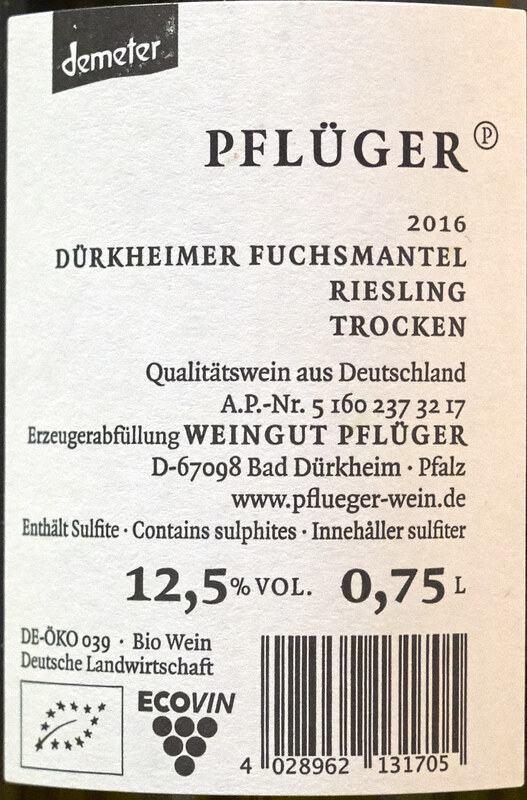 demeter
PFLÜGER Ⓟ
2016
DÜRKHEIMER FUCHSMANTEL
RIESLING
TROCKEN
Qualitätswein aus Deutschland
A.P.-Nr. 5 160 237 32 17
Erzeugerabfüllung WEINGUT PFLÜGER
D-67098 Bad Dürkheim · Pfalz
www.pflueger-wein.de
Enthält Sulfite · Contains sulphites · Innehåller sulfiter
12,5% VOL. 0,75 L
DE-ÖKO 039 · Bio Wein
Deutsche Landwirtschaft
ECOVIN
4 028962 131705